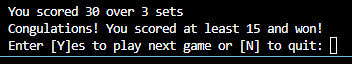 You scored 30 over 3 sets
Congulations! You scored at least 15 and won!
Enter [Y]es to play next game or [N] to quit: